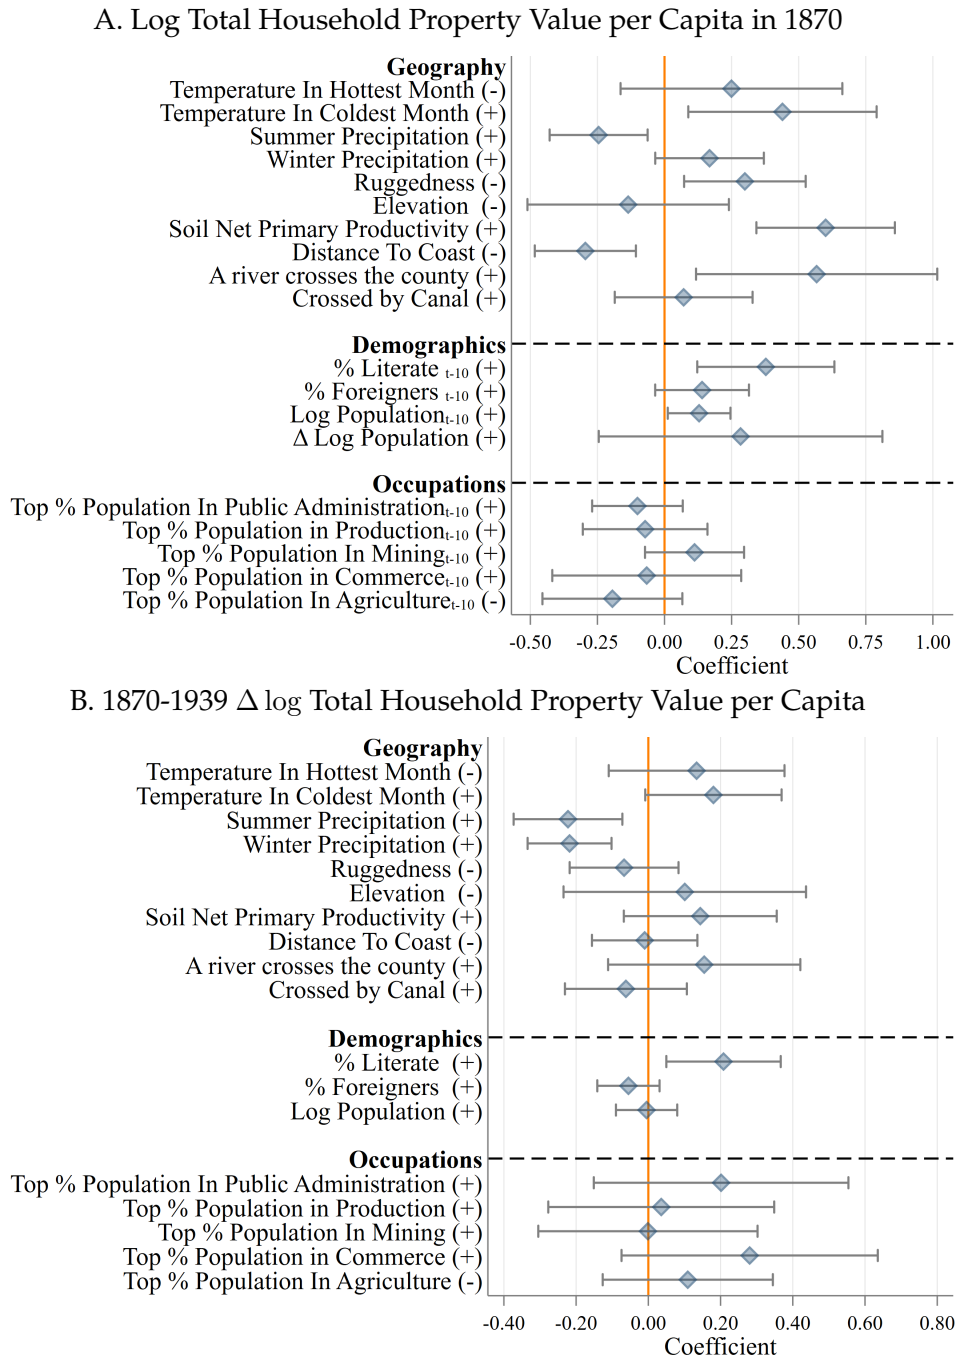 A. Log Total Household Property Value per Capita in 1870
Geography
Temperature In Hottest Month (-)
Temperature In Coldest Month (+)
Summer Precipitation (+)
Winter Precipitation (+)
Ruggedness (-)
Elevation (-)
Soil Net Primary Productivity (+)
Distance To Coast (-)
A river crosses the county (+)
Crossed by Canal (+)
Demographics
% Literate t-10 (+)
% Foreigners t-10 (+)
Log Populationt-10 (+)
Δ Log Population (+)
Occupations
Top % Population In Public Administrationt-10 (+)
Top % Population in Productiont-10 (+)
Top % Population In Miningt-10 (+)
Top % Population in Commercet-10 (+)
Top % Population In Agriculturet-10 (-)
-0.50 -0.25 0.00 0.25 0.50 0.75 1.00
Coefficient
B. 1870-1939 Δ log Total Household Property Value per Capita
Geography
Temperature In Hottest Month (-)
Temperature In Coldest Month (+)
Summer Precipitation (+)
Winter Precipitation (+)
Ruggedness (-)
Elevation (-)
Soil Net Primary Productivity (+)
Distance To Coast (-)
A river crosses the county (+)
Crossed by Canal (+)
Demographics
% Literate (+)
% Foreigners (+)
Log Population (+)
Occupations
Top % Population In Public Administration (+)
Top % Population in Production (+)
Top % Population In Mining (+)
Top % Population in Commerce (+)
Top % Population In Agriculture (-)
-0.40 -0.20 0.00 0.20 0.40 0.60 0.80
Coefficient